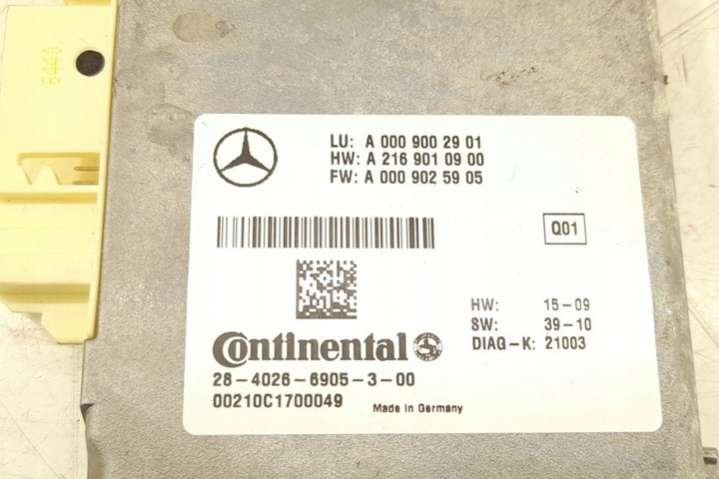 6440
LU: A 000 900 29 01
HW: A 216 901 09 00
FW: A 000 902 59 05
Q01
HW: 15-09
SW: 39-10
DIAG-K: 21003
Continental
28-4026-6905-3-00
00210C1700049
Made in Germany